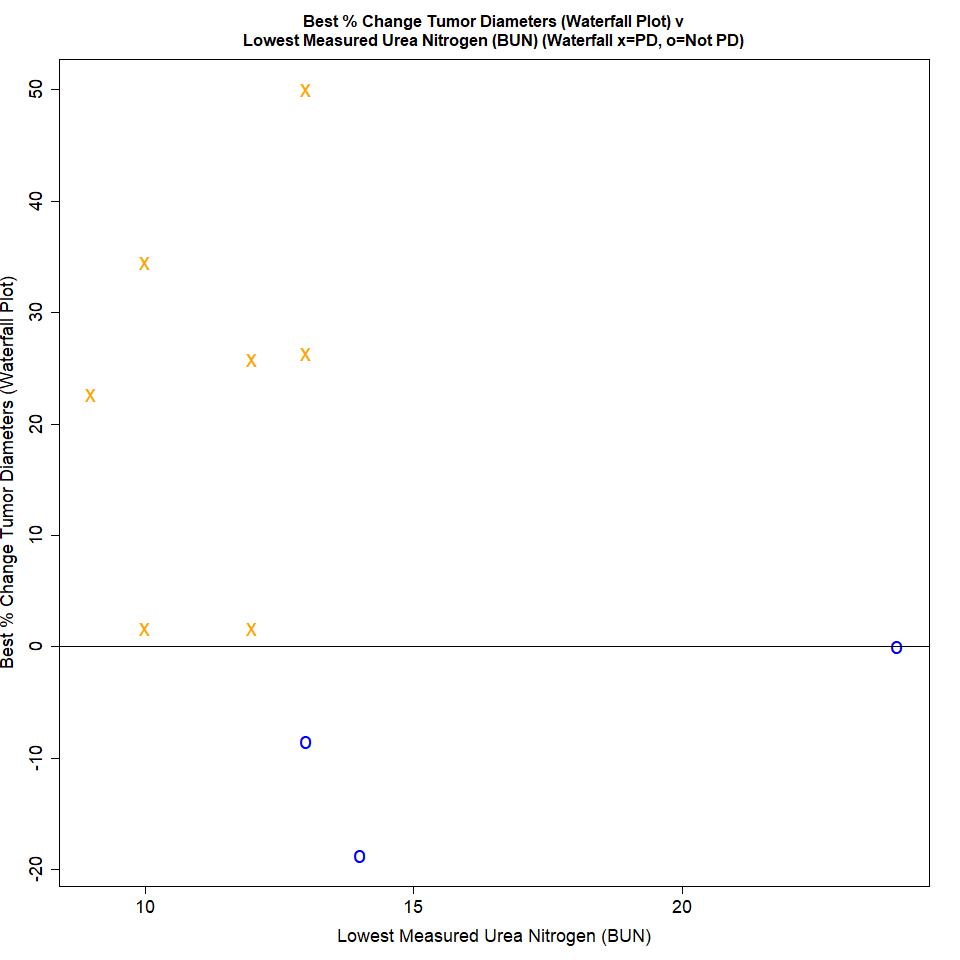 Best % Change Tumor Diameters (Waterfall Plot) v
Lowest Measured Urea Nitrogen (BUN) (Waterfall x=PD, o=Not PD)
Best % Change Tumor Diameters (Waterfall Plot)
50
40
30
20
10
0
-10
-20
X
X
X
X
X
X
X
O
O
O
10
15
20
Lowest Measured Urea Nitrogen (BUN)